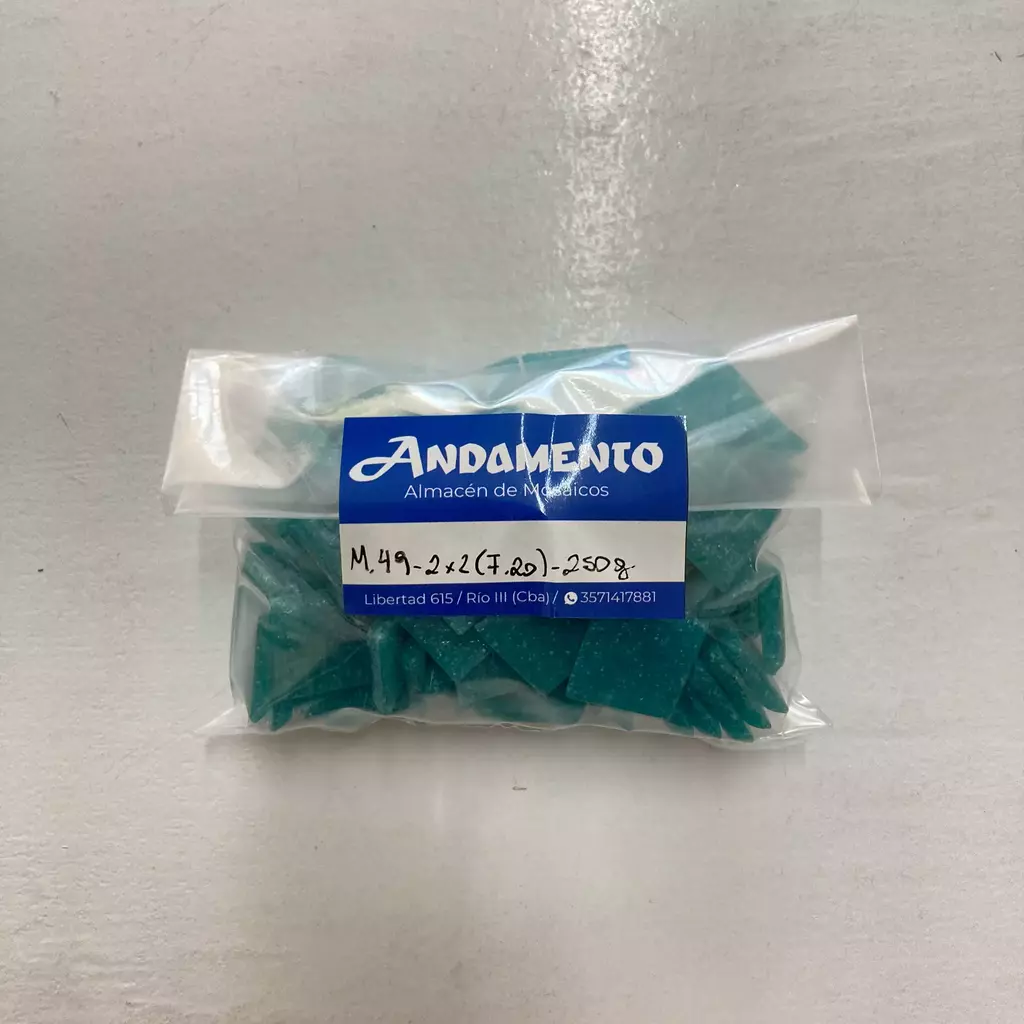 ANDAMENTO
Almacén de Mosaicos
M.49-2x2(F.20)-250g.
Libertad 615 / Río III (Cba) / 3571417881